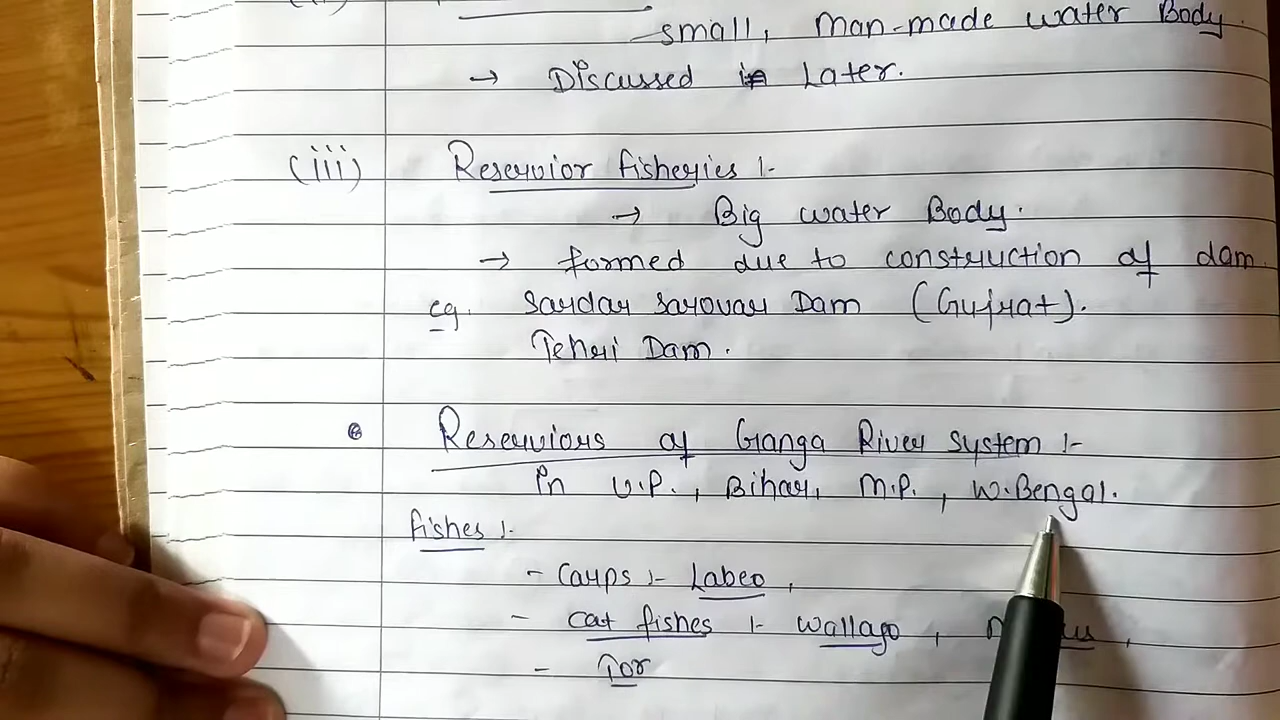 small, Man-made water Body.
→ Discussed in Later.
(iii) Reservior fisheries :-
→ Big water Body.
→ formed due to construction of dam.
eg. Sardar Sarovar Dam (Gujrat).
Tehri Dam.
Reserviors of Ganga River system :-
in U.P., Bihar, M.P., W.Bengal.
fishes :-
- Carps :- Labeo,
- cat fishes :- Wallago,
- Tor